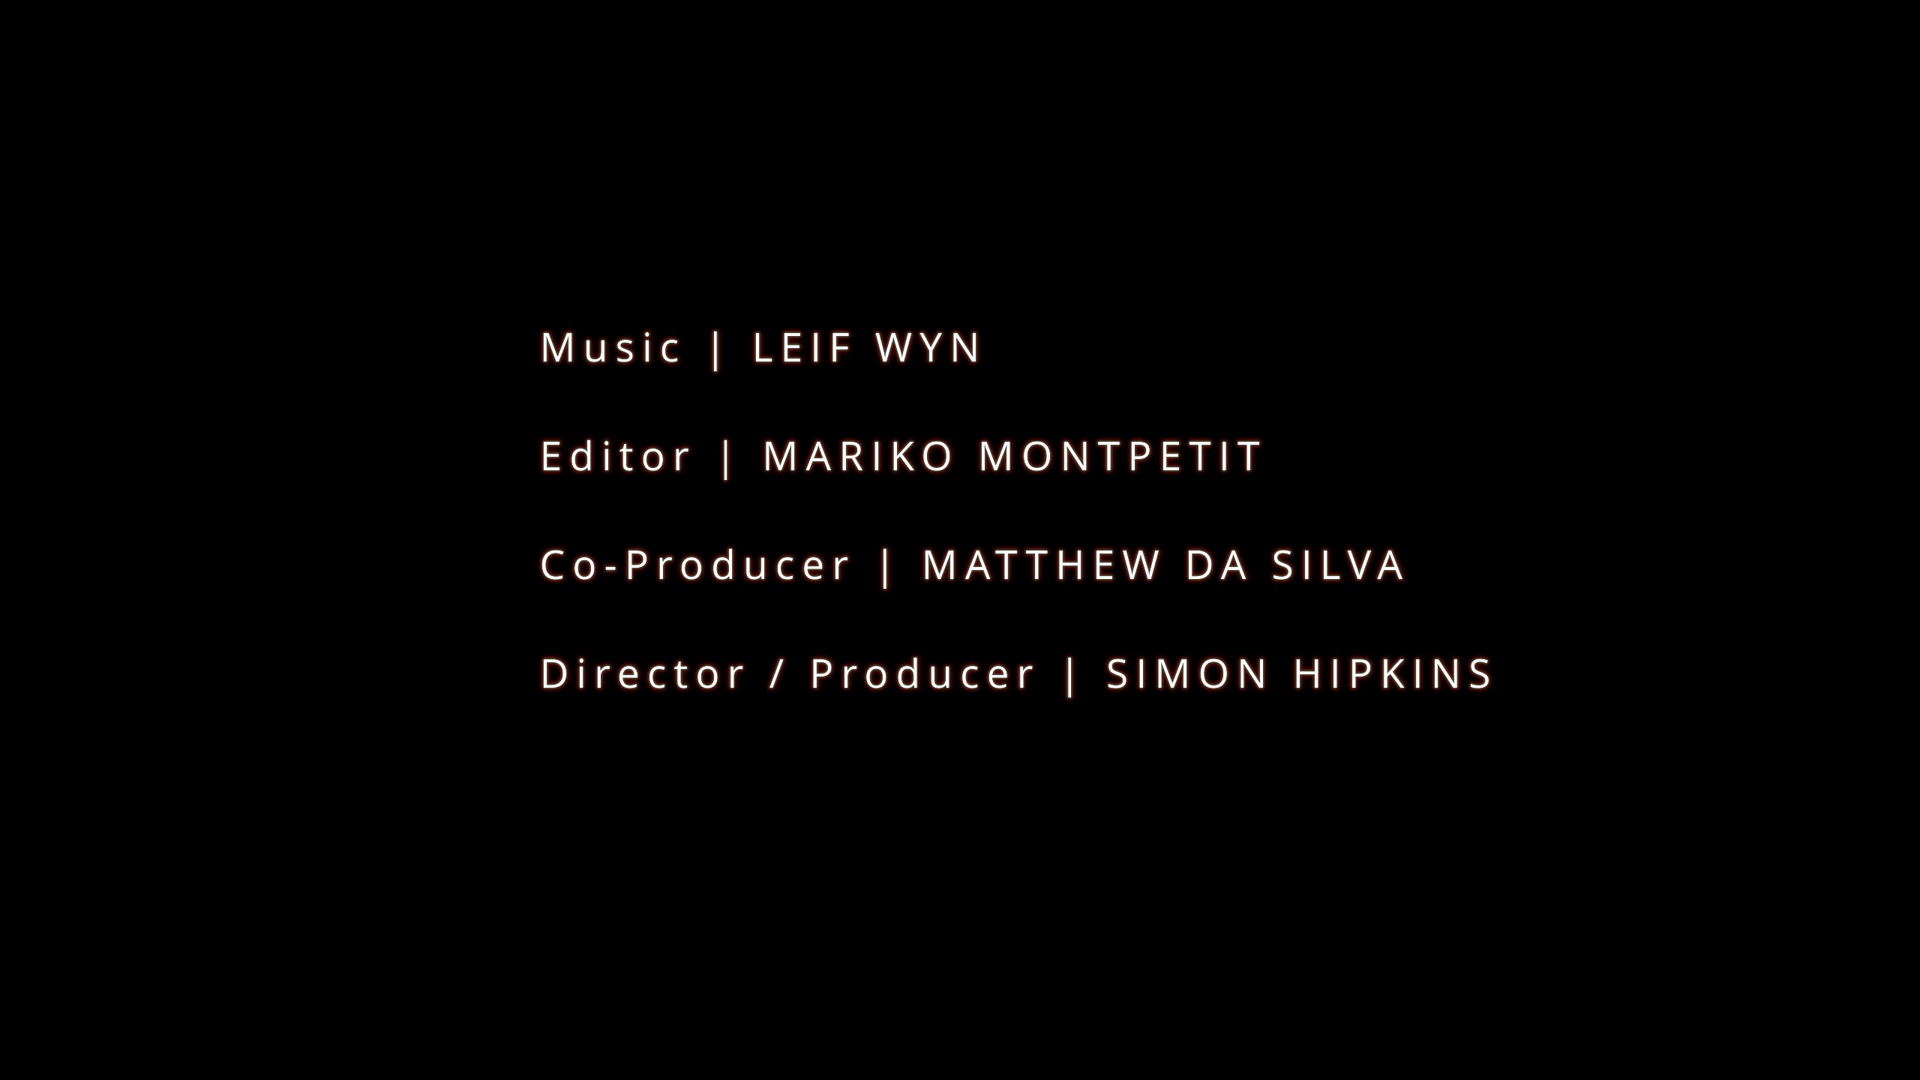 Music | LEIF WYN
Editor | MARIKO MONTPETIT
Co-Producer | MATTHEW DA SILVA
Director / Producer | SIMON HIPKINS